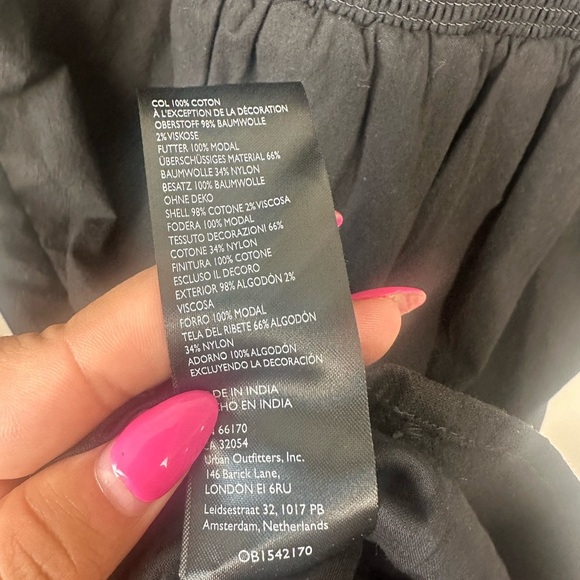 COL 100% COTON
À L'EXCEPTION DE LA DÉCORATION
OBERSTOFF 98% BAUMWOLLE
2% VISKOSE
FUTTER 100% MODAL
ÜBERSCHÜSSIGES MATERIAL 66%
BAUMWOLLE 34% NYLON
BESATZ 100% BAUMWOLLE
OHNE DEKO
SHELL 98% COTONE 2% VISCOSA
FODERA 100% MODAL
TESSUTO DECORAZIONI 66%
COTONE 34% NYLON
FINITURA 100% COTONE
ESCLUSO IL DECORO
EXTERIOR 98% ALGODÓN 2%
VISCOSA
FORRO 100% MODAL
TELA DEL RIBETE 66% ALGODÓN
34% NYLON
ADORNO 100% ALGODÓN
EXCLUYENDO LA DECORACIÓN
DE IN INDIA
HO EN INDIA
66170
32054
Urban Outfitters, Inc.
146 Barick Lane,
LONDON E1 6RU
Leidsestraat 32, 1017 PB
Amsterdam, Netherlands
OB1542170